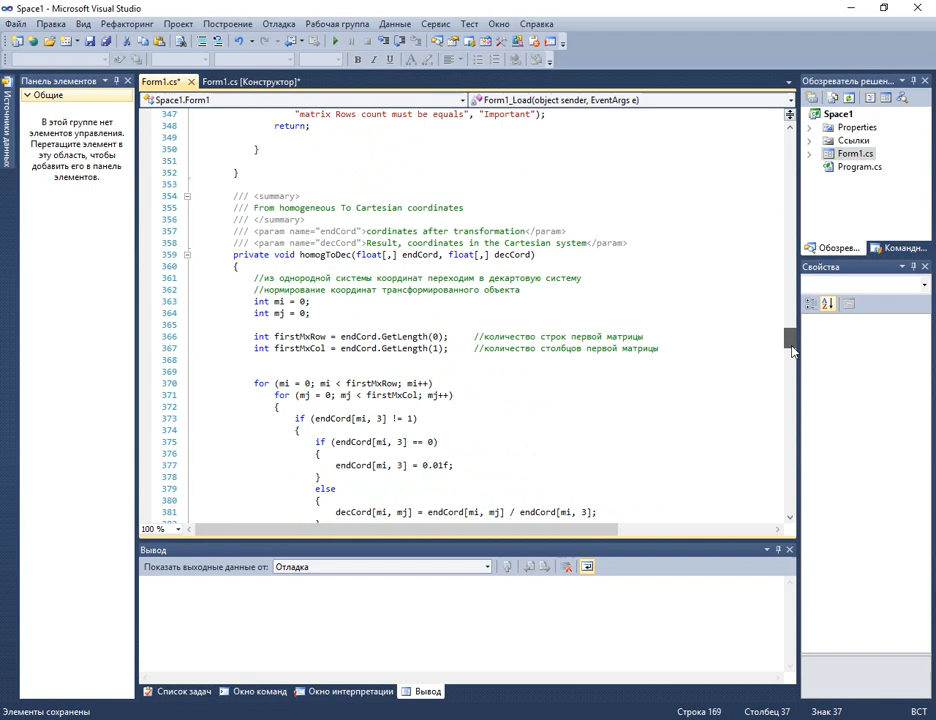 Space1 - Microsoft Visual Studio
Файл Правка Вид Рефакторинг Проект Построение Отладка Рабочая группа Данные Сервис Тест Окно Справка
Источники данных
Панель элементов
Общие
В этой группе нет
элементов управления.
Перетащите элемент в
эту область, чтобы
добавить его в панель
элементов.
Form1.cs*
Form1.cs [Конструктор]*
Space1.Form1
Form1_Load(object sender, EventArgs e)
347 "matrix Rows count must be equals", "Important");
348 return;
349
350 }
351
352 }
353
354 /// <summary>
355 /// From homogeneous To Cartesian coordinates
356 /// </summary>
357 /// <param name="endCord">cordinates after transformation</param>
358 /// <param name="decCord">Result, coordinates in the Cartesian system</param>
359 private void homogToDec(float[,] endCord, float[,] decCord)
360 {
361 //из однородной системы координат переходим в декартовую систему
362 //нормирование координат трансформированного объекта
363 int mi = 0;
364 int mj = 0;
365
366 int firstMxRow = endCord.GetLength(0); //количество строк первой матрицы
367 int firstMxCol = endCord.GetLength(1); //количество столбцов первой матрицы
368
369
370 for (mi = 0; mi < firstMxRow; mi++)
371 for (mj = 0; mj < firstMxCol; mj++)
372 {
373 if (endCord[mi, 3] != 1)
374 {
375 if (endCord[mi, 3] == 0)
376 {
377 endCord[mi, 3] = 0.01f;
378 }
379 else
380 {
381 decCord[mi, mj] = endCord[mi, mj] / endCord[mi, 3];
100 %
Вывод
Показать выходные данные от: Отладка
Список задач Окно команд Окно интерпретации Вывод
Обозреватель решен...
Space1
Properties
Ссылки
Form1.cs
Program.cs
Обозрев... Командн...
Свойства
Элементы сохранены Строка 169 Столбец 37 Знак 37 ВСТ